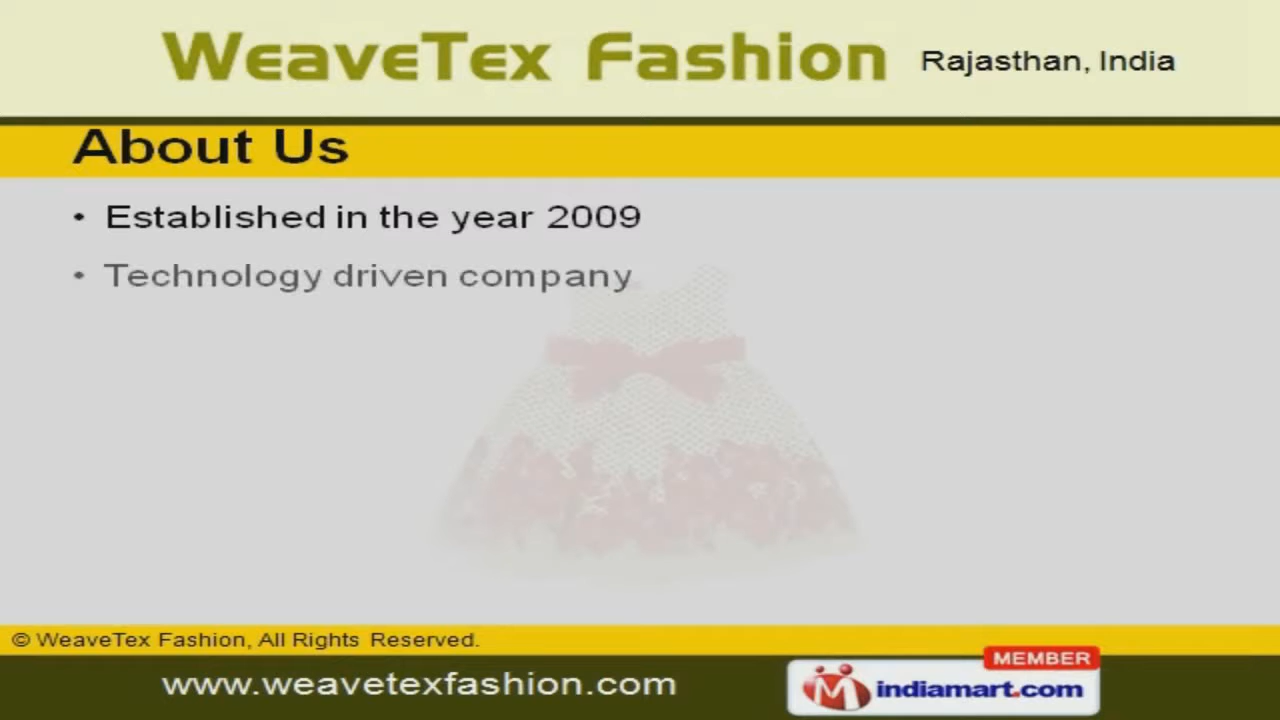 WeaveTex Fashion Rajasthan, India
About Us
• Established in the year 2009
• Technology driven company
© WeaveTex Fashion, All Rights Reserved.
MEMBER
www.weavetexfashion.com
indiamart.com